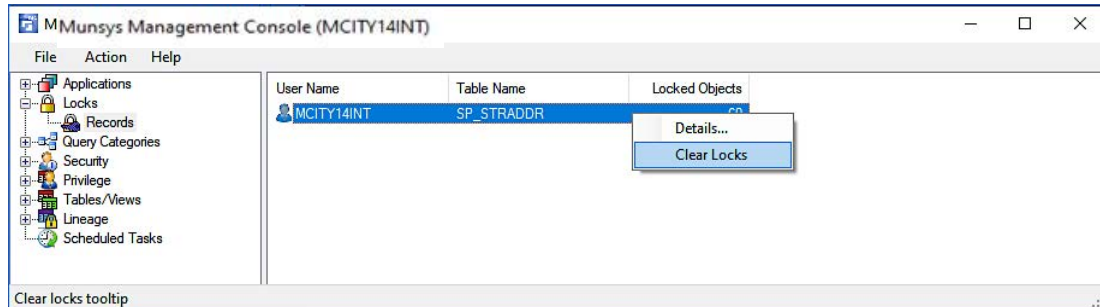 MMunsys Management Console (MCITY14INT)
File Action Help
Applications
Locks
Records
Query Categories
Security
Privilege
Tables/Views
Lineage
Scheduled Tasks
User Name Table Name Locked Objects
MCITY14INT SP_STRADDR
Details...
Clear Locks
Clear locks tooltip